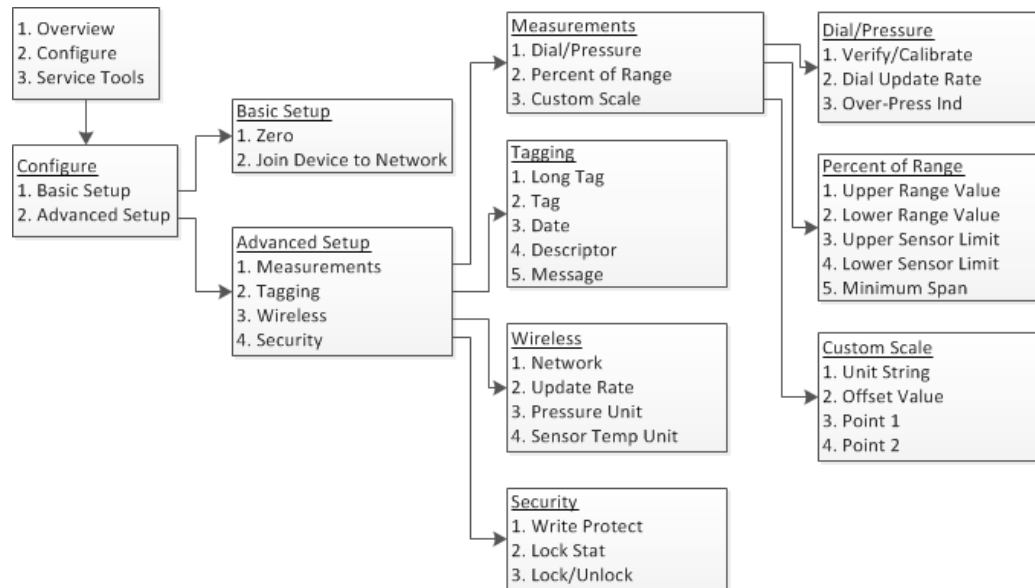 1. Overview
2. Configure
3. Service Tools
Configure
1. Basic Setup
2. Advanced Setup
Basic Setup
1. Zero
2. Join Device to Network
Advanced Setup
1. Measurements
2. Tagging
3. Wireless
4. Security
Measurements
1. Dial/Pressure
2. Percent of Range
3. Custom Scale
Tagging
1. Long Tag
2. Tag
3. Date
4. Descriptor
5. Message
Wireless
1. Network
2. Update Rate
3. Pressure Unit
4. Sensor Temp Unit
Security
1. Write Protect
2. Lock Stat
3. Lock/Unlock
Dial/Pressure
1. Verify/Calibrate
2. Dial Update Rate
3. Over-Press Ind
Percent of Range
1. Upper Range Value
2. Lower Range Value
3. Upper Sensor Limit
4. Lower Sensor Limit
5. Minimum Span
Custom Scale
1. Unit String
2. Offset Value
3. Point 1
4. Point 2